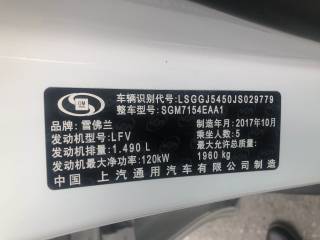 GM
车辆识别代号: LSGGJ5450JS029779
整车型号: SGM7154EAA1
品牌: 雪佛兰 制造年月: 2017年10月
发动机型号: LFV 乘坐人数: 5
发动机排量: 1.490 L 最大允许总质量:
发动机最大净功率: 120kW 1960 kg
中国 上汽通用汽车有限公司制造